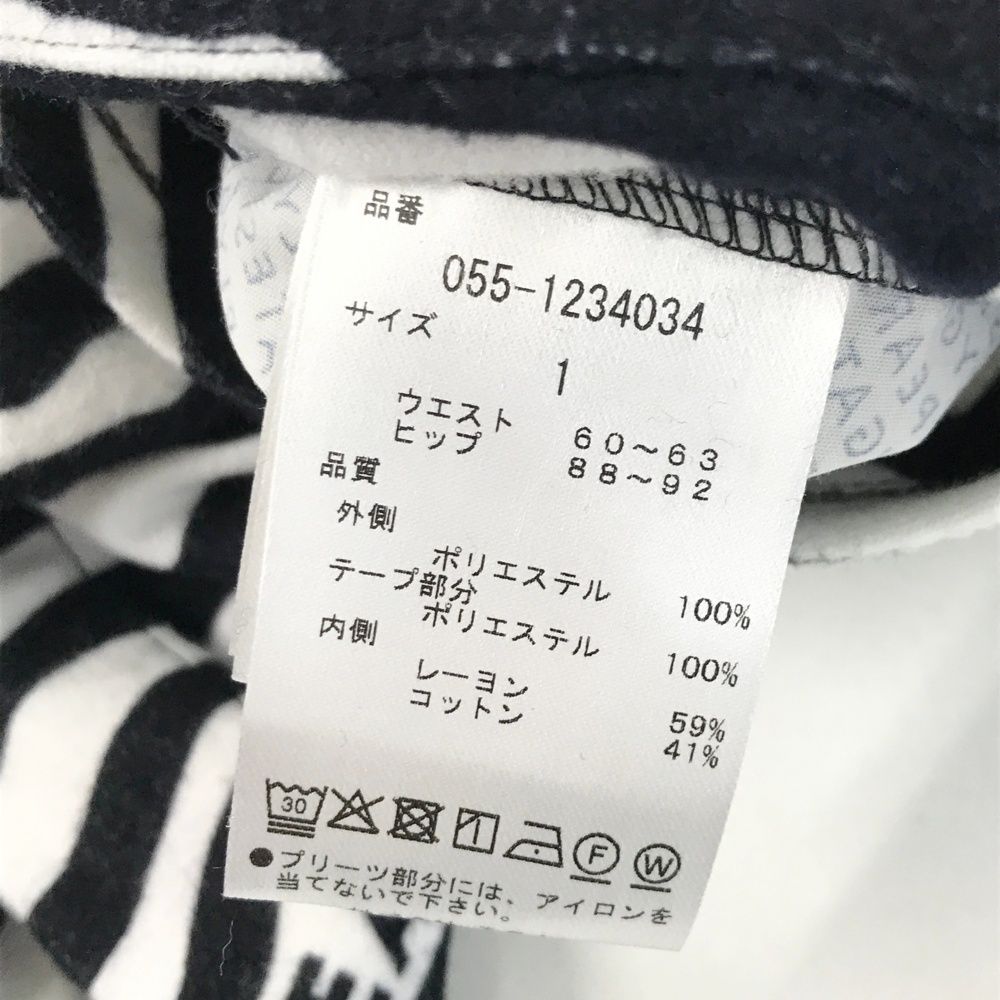 品番
055-1234034
サイズ
1
ウエスト 60～63
ヒップ 88～92
品質
外側
ポリエステル 100%
テープ部分
ポリエステル 100%
内側
レーヨン 59%
コットン 41%
30
F W
●プリーツ部分には、アイロンを
当てないで下さい。